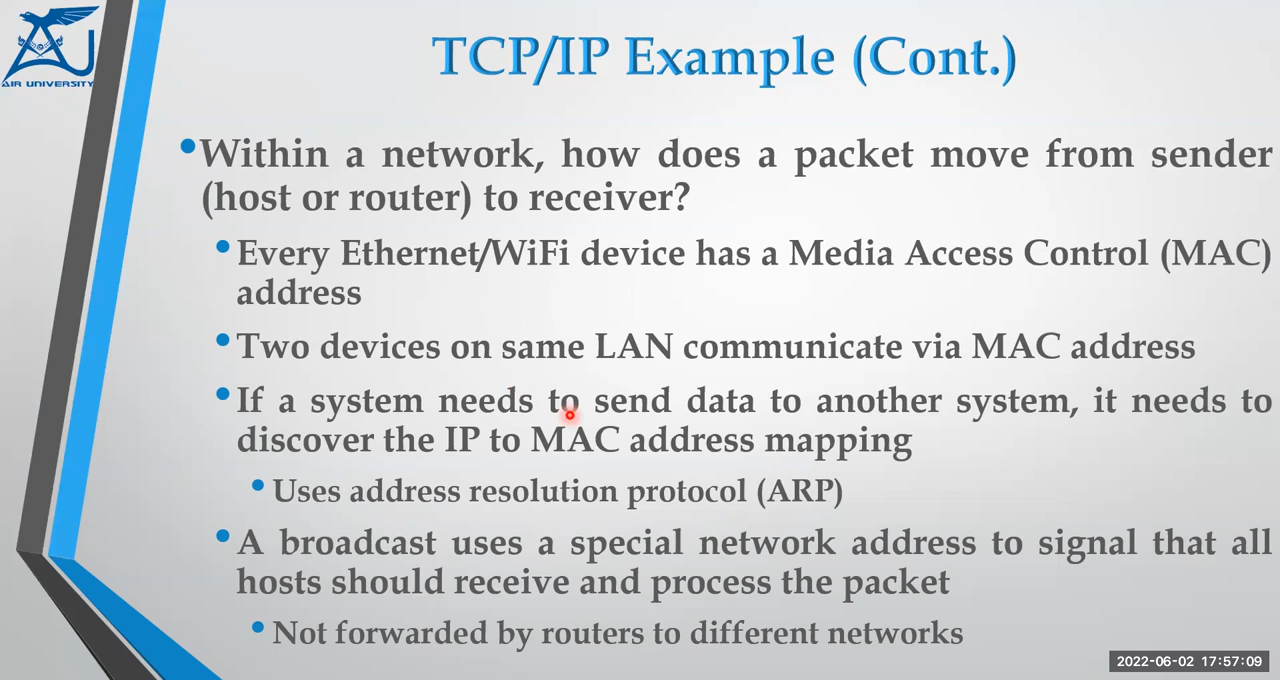 AIR UNIVERSITY
TCP/IP Example (Cont.)
•Within a network, how does a packet move from sender
(host or router) to receiver?
•Every Ethernet/WiFi device has a Media Access Control (MAC)
address
•Two devices on same LAN communicate via MAC address
•If a system needs to send data to another system, it needs to
discover the IP to MAC address mapping
•Uses address resolution protocol (ARP)
•A broadcast uses a special network address to signal that all
hosts should receive and process the packet
•Not forwarded by routers to different networks
2022-06-02 17:57:09